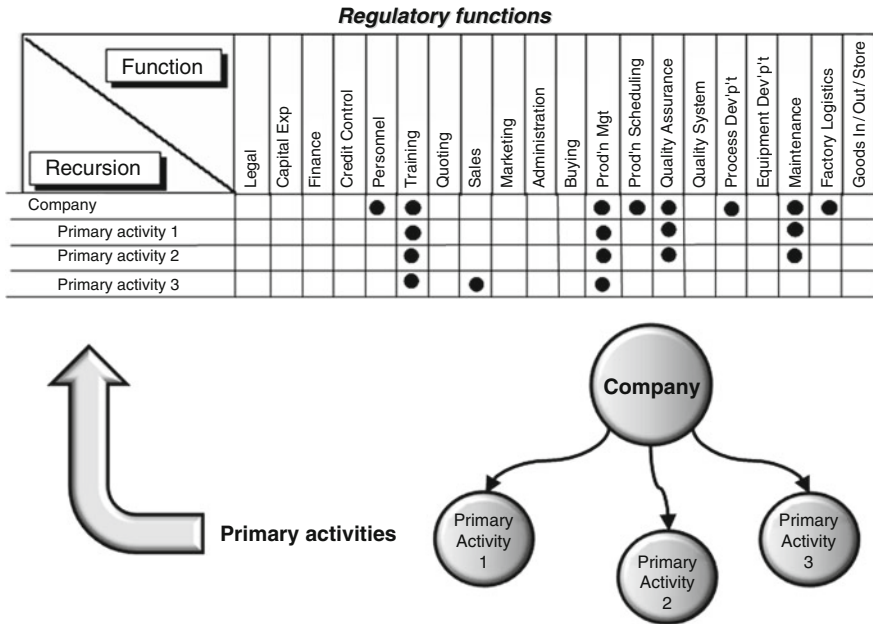 Regulatory functions
Function
Recursion
Legal
Capital Exp
Finance
Credit Control
Personnel
Training
Quoting
Sales
Marketing
Administration
Buying
Prod'n Mgt
Prod'n Scheduling
Quality Assurance
Quality System
Process Dev'p't
Equipment Dev'p't
Maintenance
Factory Logistics
Goods In/Out/Store
Company
Primary activity 1
Primary activity 2
Primary activity 3
Primary activities
Company
Primary
Activity
1
Primary
Activity
2
Primary
Activity
3